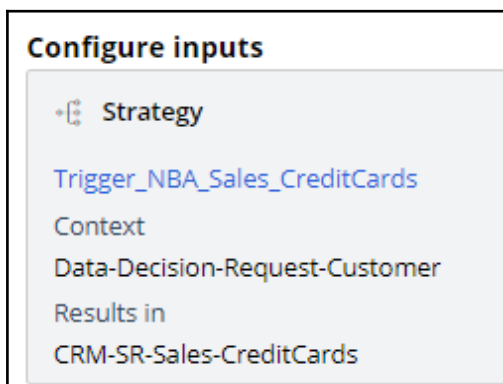 Configure inputs
Strategy
Trigger_NBA_Sales_CreditCards
Context
Data-Decision-Request-Customer
Results in
CRM-SR-Sales-CreditCards